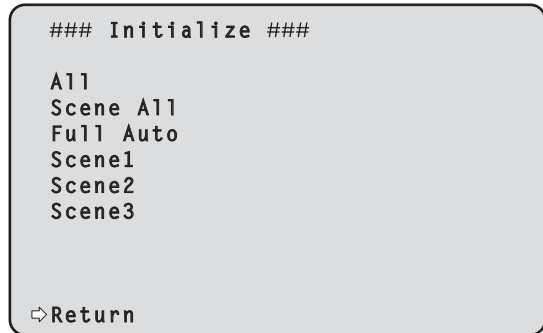 ### Initialize ###
All
Scene All
Full Auto
Scene1
Scene2
Scene3
⇨Return